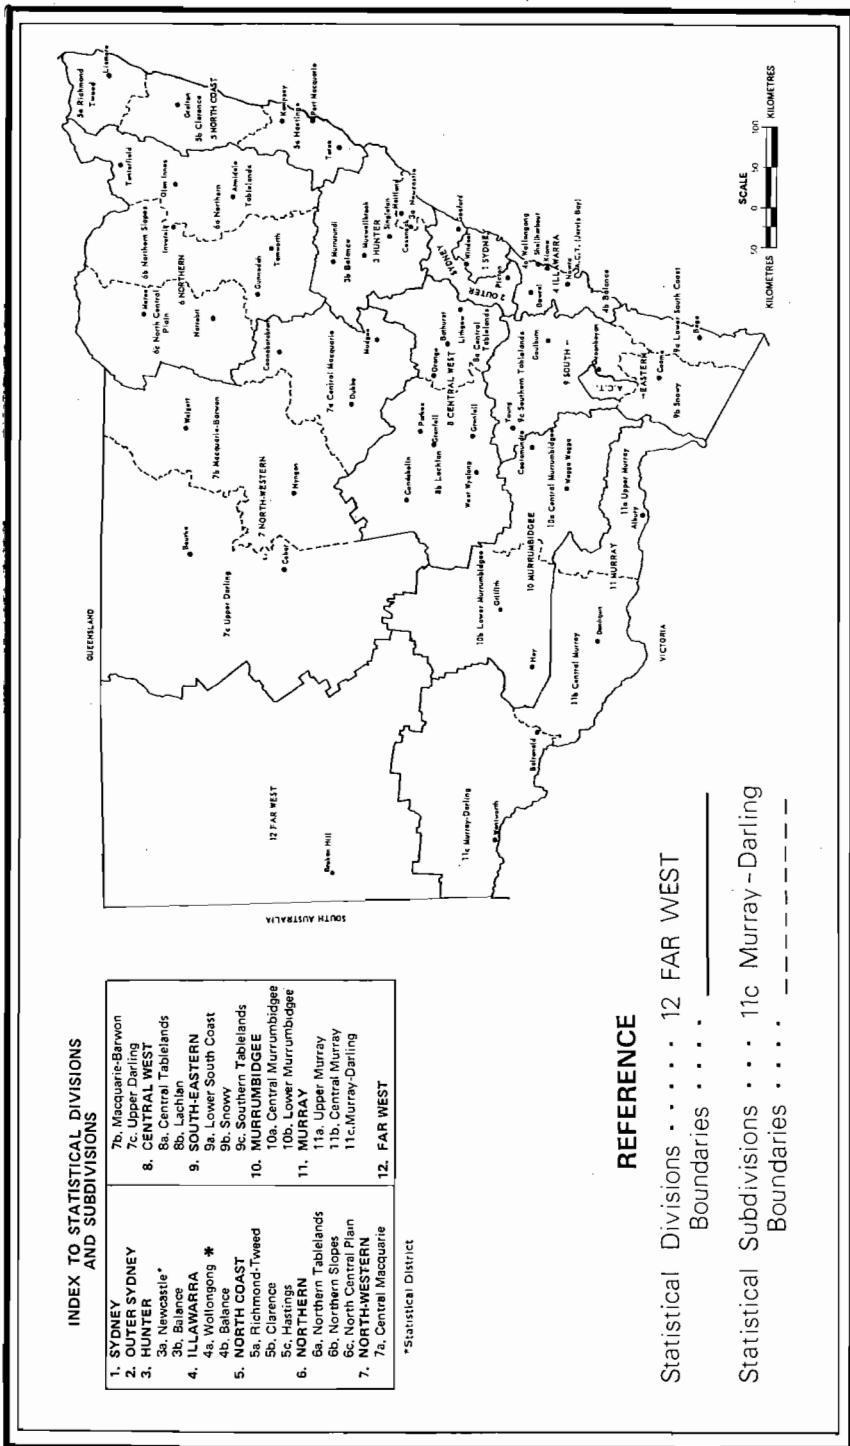 INDEX TO STATISTICAL DIVISIONS
AND SUBDIVISIONS
1. SYDNEY
2. OUTER SYDNEY
3. HUNTER
3a. Newcastle*
3b. Balance
4. ILLAWARRA
4a. Wollongong *
4b. Balance
5. NORTH COAST
5a. Richmond-Tweed
5b. Clarence
5c. Hastings
6. NORTHERN
6a. Northern Tablelands
6b. Northern Slopes
6c. North Central Plain
7. NORTH-WESTERN
7a. Central Macquarie
7b. Macquarie-Barwon
7c. Upper Darling
8. CENTRAL WEST
8a. Central Tablelands
8b. Lachlan
9. SOUTH-EASTERN
9a. Lower South Coast
9b. Snowy
9c. Southern Tablelands
10. MURRUMBIDGEE
10a. Central Murrumbidgee
10b. Lower Murrumbidgee
11. MURRAY
11a. Upper Murray
11b. Central Murray
11c. Murray-Darling
12. FAR WEST
*Statistical District
REFERENCE
Statistical Divisions . . . . . 12 FAR WEST
Boundaries . . . .
Statistical Subdivisions . . . 11c Murray-Darling
Boundaries . . . .
QUEENSLAND
SOUTH AUSTRALIA
VICTORIA
12 FAR WEST
Broken Hill
11c Murray-Darling
Wentworth
Balranald
7c Upper Darling
Bourke
Cobar
7 NORTH-WESTERN
7b Macquarie-Barwon
Walgett
Nyngan
7a Central Macquarie
Coonabarabran
Dubbo
Mudgee
6c North Central
Plain
Moree
Narrabri
6 NORTHERN
6b Northern Slopes
Inverell
Gunnedah
Tamworth
6a Northern
Tablelands
Tenterfield
Glen Innes
Armidale
5a Richmond
Tweed
Lismore
Grafton
5b Clarence
5 NORTH COAST
Kempsey
Port Macquarie
5c Hastings
Taree
Murrurundi
3b Balance
Muswellbrook
3 HUNTER
Singleton
Maitland
Cessnock
3a Newcastle
Gosford
Windsor
1 SYDNEY
2 OUTER
SYDNEY
Picton
4a Wollongong
Shellharbour
Kiama
4 ILLAWARRA
Bowral
Nowra
A.C.T. (Jervis Bay)
4b Balance
8 CENTRAL WEST
8a Central
Tablelands
Lithgow
Bathurst
Orange
Parkes
Grenfell
8b Lachlan
Condobolin
West Wyalong
Grenfell
Young
9c Southern Tablelands
Goulburn
9 SOUTH-
-EASTERN
Queanbeyan
A.C.T.
Cooma
9b Snowy
9a Lower South Coast
Bega
Cootamundra
10a Central Murrumbidgee
Wagga Wagga
10 MURRUMBIDGEE
10b Lower Murrumbidgee
Griffith
Hay
11a Upper Murray
Albury
11 MURRAY
11b Central Murray
Deniliquin
SCALE
50 0 50 100
KILOMETRES KILOMETRES